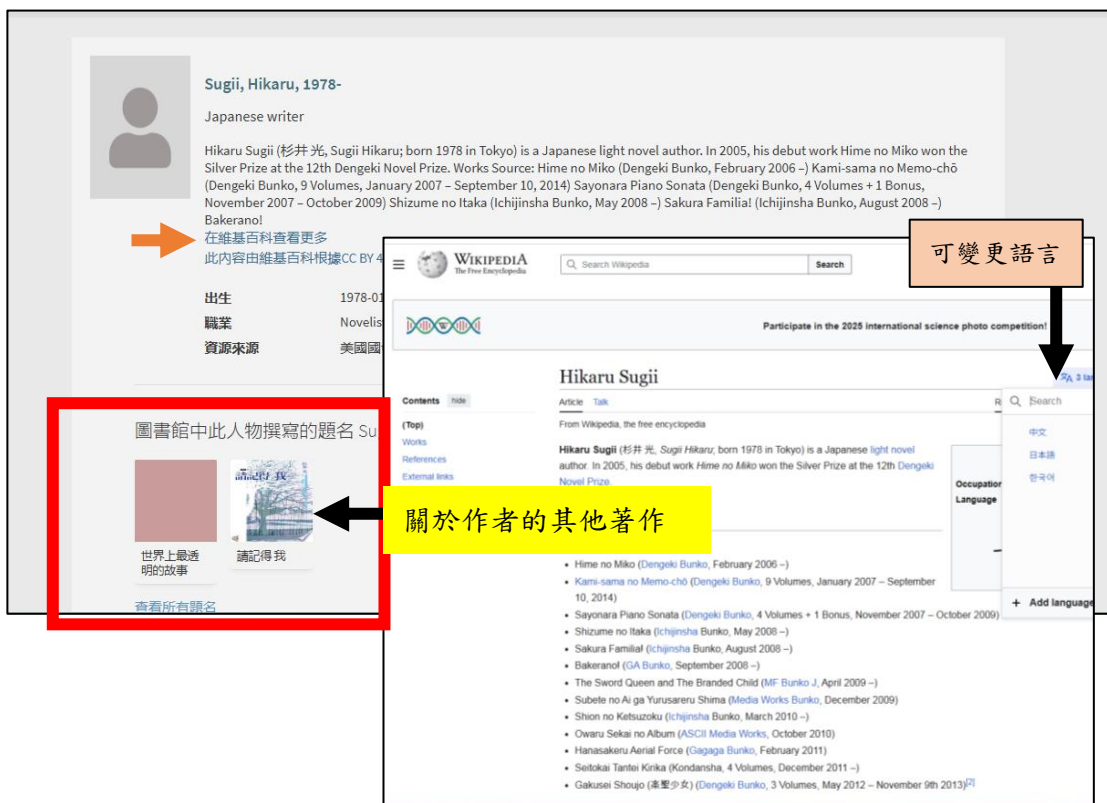 Sugii, Hikaru, 1978-
Japanese writer
Hikaru Sugii (杉井 光, Sugii Hikaru; born 1978 in Tokyo) is a Japanese light novel author. In 2005, his debut work Hime no Miko won the
Silver Prize at the 12th Dengeki Novel Prize. Works Source: Hime no Miko (Dengeki Bunko, February 2006 –) Kami-sama no Memo-chō
(Dengeki Bunko, 9 Volumes, January 2007 – September 10, 2014) Sayonara Piano Sonata (Dengeki Bunko, 4 Volumes + 1 Bonus,
November 2007 – October 2009) Shizume no Itaka (Ichijinsha Bunko, May 2008 –) Sakura Familia! (Ichijinsha Bunko, August 2008 –)
Bakerano!
在維基百科查看更多
此內容由維基百科根據CC BY 4
出生 1978-01
職業 Novelis
資源來源 美國國
圖書館中此人物撰寫的題名 Su
請記得我
世界上最透
明的故事
請記得 我
查看所有題名
關於作者的其他著作
可變更語言
WIKIPEDIA
The Free Encyclopedia
Search Wikipedia
Search
Participate in the 2025 international science photo competition!
Hikaru Sugii
3 lan
Contents hide
(Top)
Works
References
External links
Article Talk
R
From Wikipedia, the free encyclopedia
Hikaru Sugii (杉井 光, Sugii Hikaru; born 1978 in Tokyo) is a Japanese light novel
author. In 2005, his debut work Hime no Miko won the Silver Prize at the 12th Dengeki
Novel Prize.
Occupation
Language
Search
中文
日本語
한국어
+ Add language
• Hime no Miko (Dengeki Bunko, February 2006 –)
• Kami-sama no Memo-chō (Dengeki Bunko, 9 Volumes, January 2007 – September
10, 2014)
• Sayonara Piano Sonata (Dengeki Bunko, 4 Volumes + 1 Bonus, November 2007 – October 2009)
• Shizume no Itaka (Ichijinsha Bunko, May 2008 –)
• Sakura Familia! (Ichijinsha Bunko, August 2008 –)
• Bakerano! (GA Bunko, September 2008 –)
• The Sword Queen and The Branded Child (MF Bunko J, April 2009 –)
• Subete no Ai ga Yurusareru Shima (Media Works Bunko, December 2009)
• Shion no Ketsuzoku (Ichijinsha Bunko, March 2010 –)
• Owaru Sekai no Album (ASCII Media Works, October 2010)
• Hanasakeru Aerial Force (Gagaga Bunko, February 2011)
• Seitokai Tantei Kirika (Kondansha, 4 Volumes, December 2011 –)
• Gakusei Shoujo (楽聖少女) (Dengeki Bunko, 3 Volumes, May 2012 – November 9th 2013)[2]